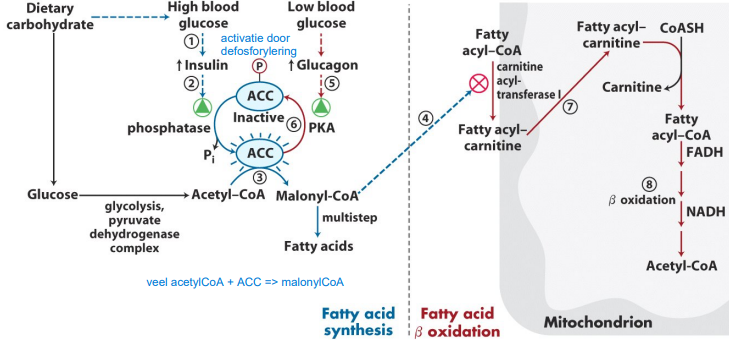 Dietary
carbohydrate
High blood
glucose
Low blood
glucose
activatie door
defosforylering
1
↑Insulin
P
↑Glucagon
2
5
ACC
Inactive
phosphatase
6
PKA
Pi
ACC
3
Glucose
glycolysis,
pyruvate
dehydrogenase
complex
Acetyl–CoA
Malonyl-CoA
multistep
Fatty acids
veel acetylCoA + ACC => malonylCoA
Fatty acid
synthesis
4
Fatty
acyl–CoA
carnitine
acyl-
transferase I
Fatty acyl–
carnitine
7
Fatty acid
β oxidation
Fatty acyl–
carnitine
CoASH
Carnitine
Fatty
acyl–CoA
FADH
8
β oxidation
NADH
Acetyl-CoA
Mitochondrion